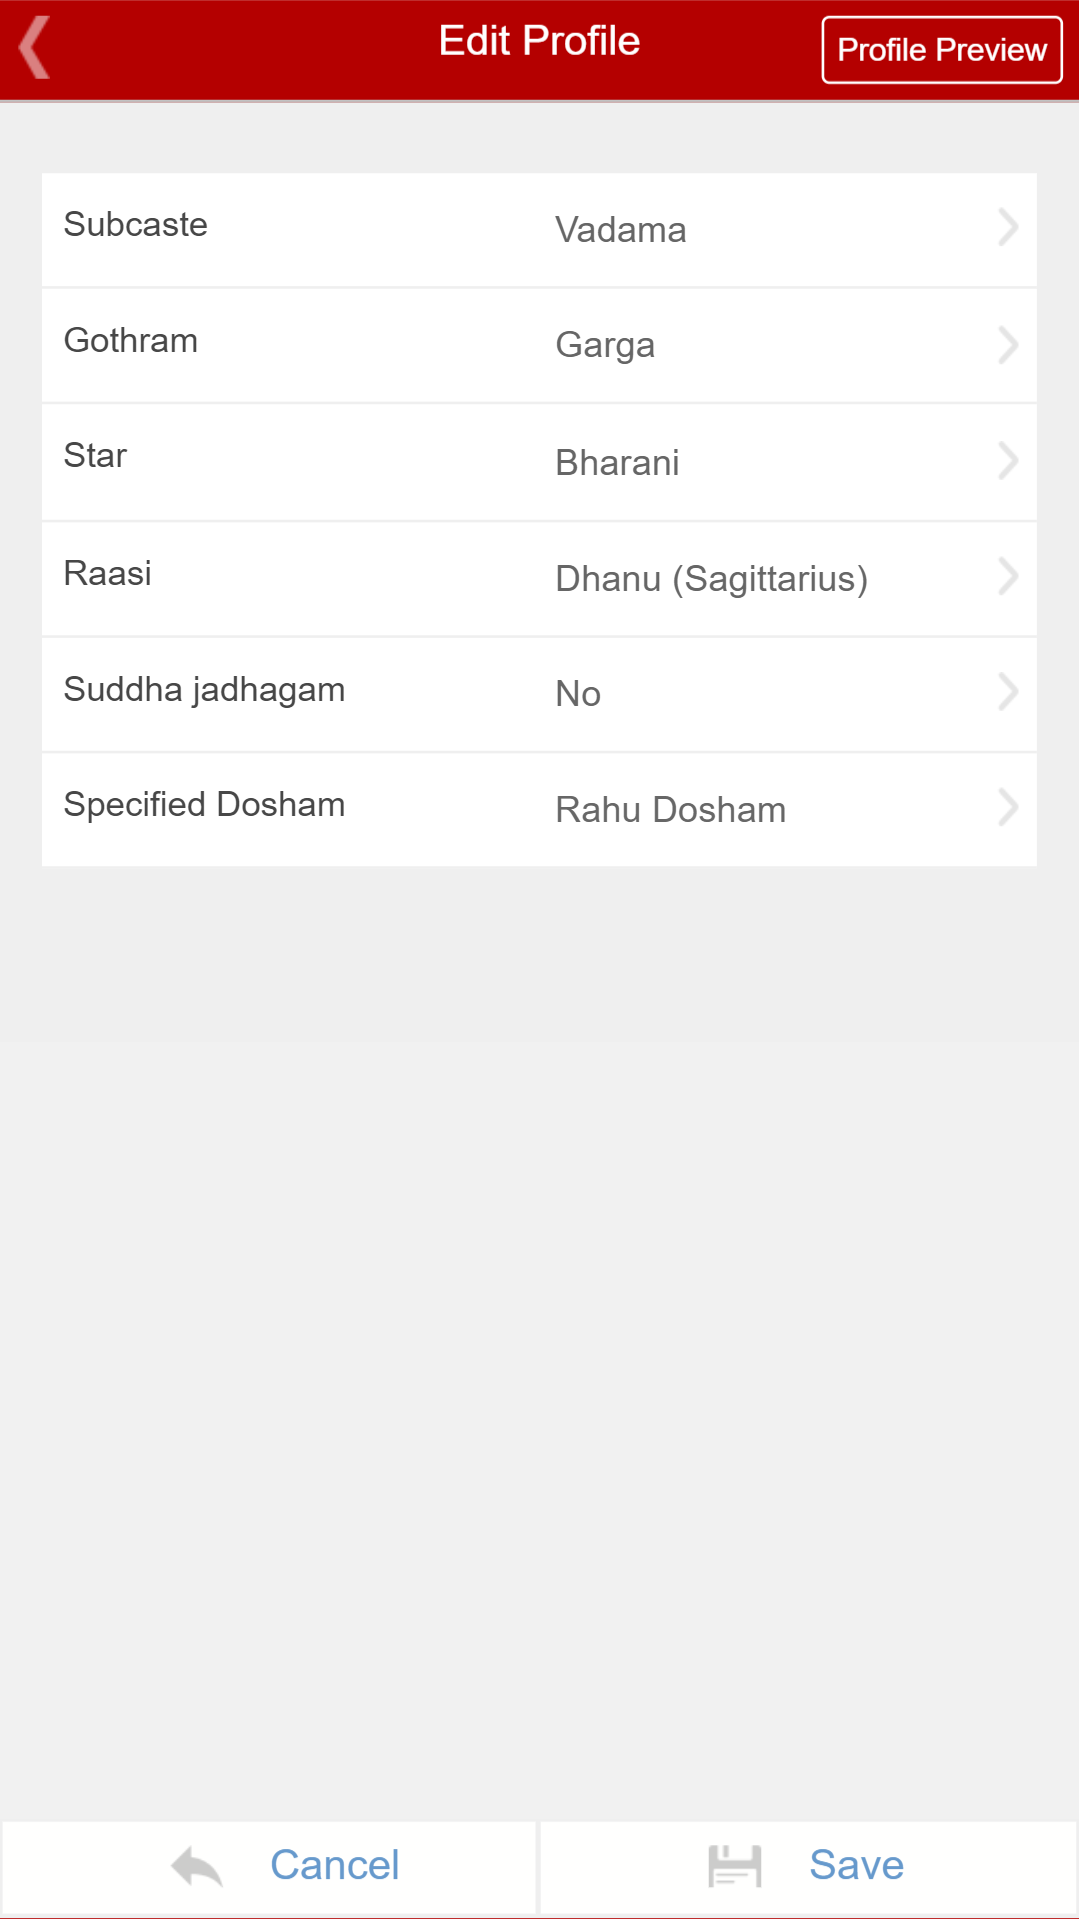 Edit Profile
Profile Preview
Subcaste Vadama
Gothram Garga
Star Bharani
Raasi Dhanu (Sagittarius)
Suddha jadhagam No
Specified Dosham Rahu Dosham
Cancel Save